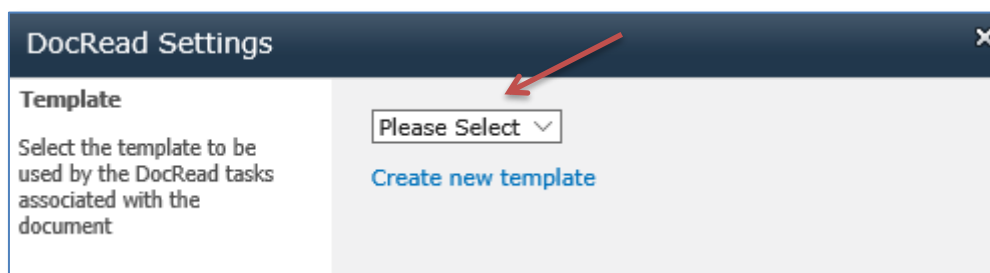 DocRead Settings
Template
Select the template to be
used by the DocRead tasks
associated with the
document
Please Select
Create new template